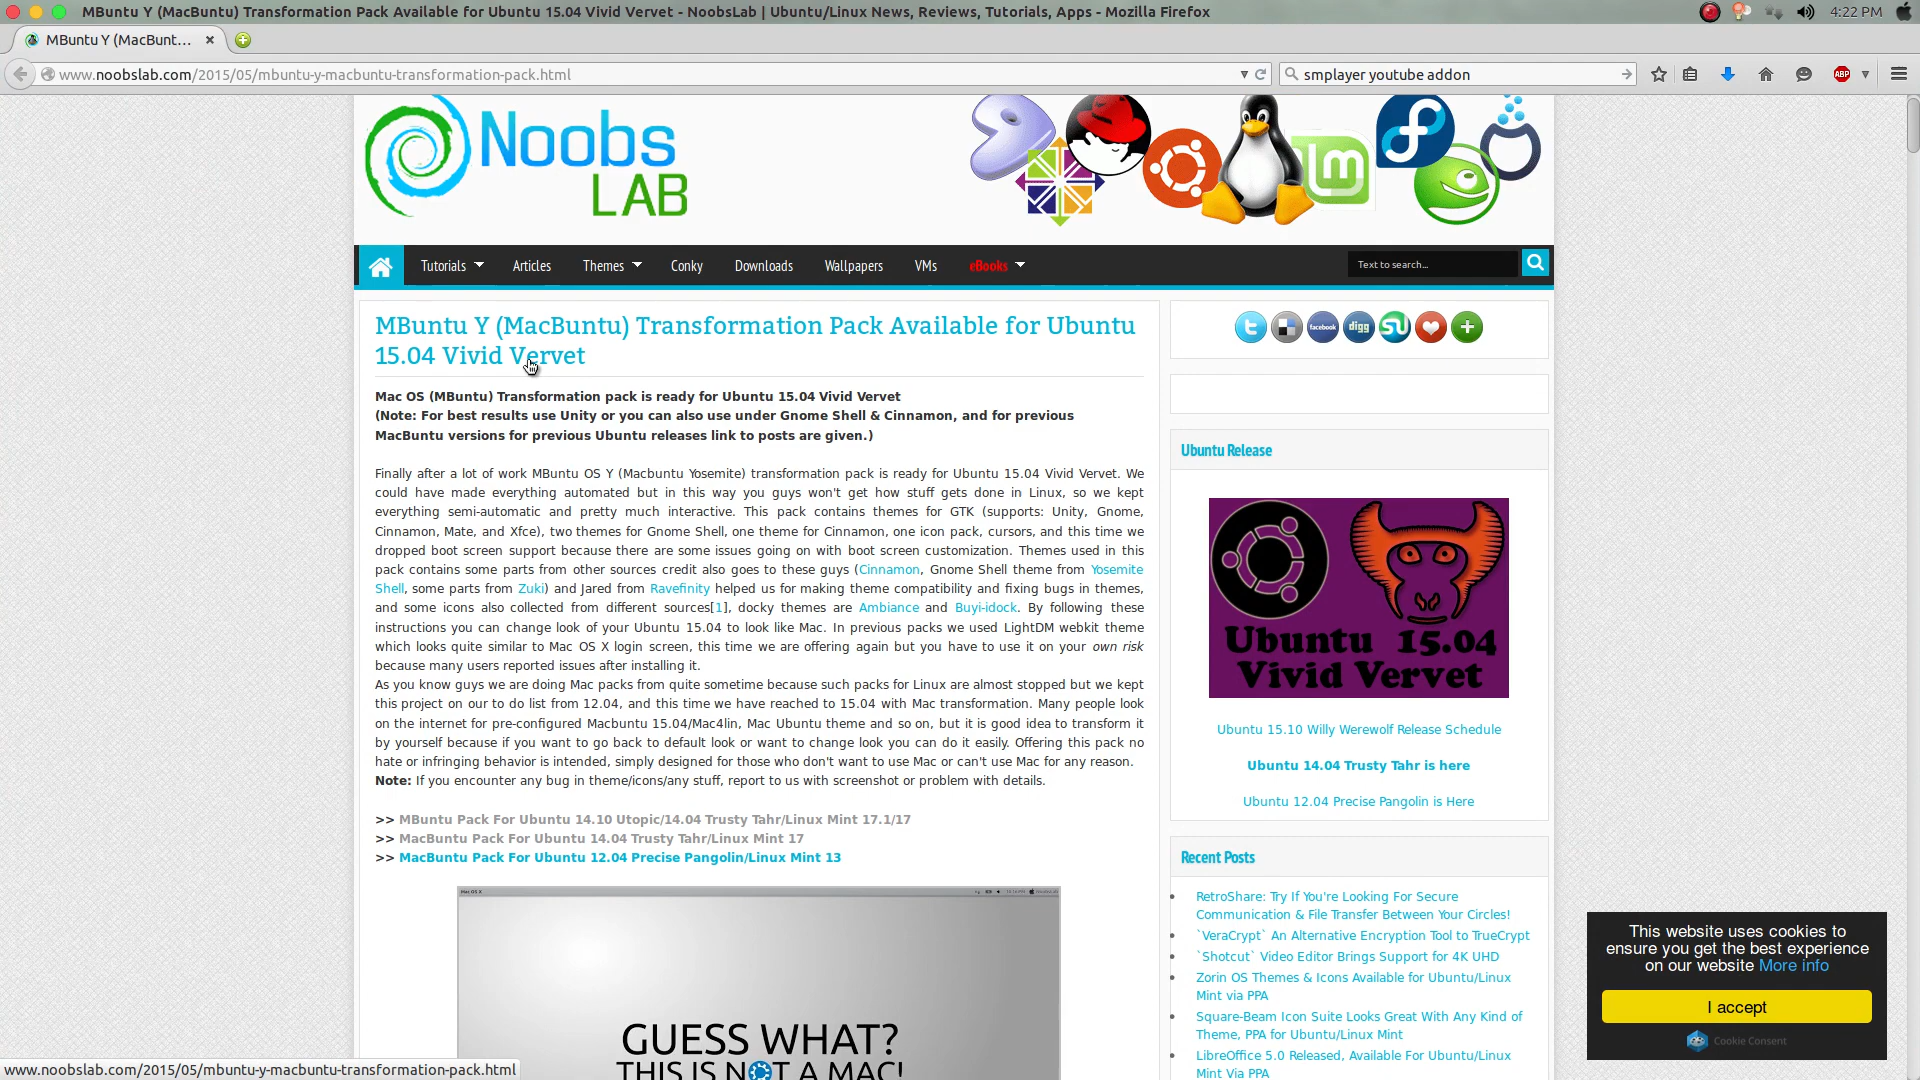 MBuntu Y (MacBuntu) Transformation Pack Available for Ubuntu 15.04 Vivid Vervet - NoobsLab | Ubuntu/Linux News, Reviews, Tutorials, Apps - Mozilla Firefox
4:22 PM
MBuntu Y (MacBunt...
www.noobslab.com/2015/05/mbuntu-y-macbuntu-transformation-pack.html
smplayer youtube addon
ABP
Noobs
LAB
lm
Tutorials
Articles
Themes
Conky
Downloads
Wallpapers
VMs
eBooks
Text to search...
MBuntu Y (MacBuntu) Transformation Pack Available for Ubuntu
15.04 Vivid Vervet
Mac OS (MBuntu) Transformation pack is ready for Ubuntu 15.04 Vivid Vervet
(Note: For best results use Unity or you can also use under Gnome Shell & Cinnamon, and for previous
MacBuntu versions for previous Ubuntu releases link to posts are given.)
Finally after a lot of work MBuntu OS Y (Macbuntu Yosemite) transformation pack is ready for Ubuntu 15.04 Vivid Vervet. We
could have made everything automated but in this way you guys won't get how stuff gets done in Linux, so we kept
everything semi-automatic and pretty much interactive. This pack contains themes for GTK (supports: Unity, Gnome,
Cinnamon, Mate, and Xfce), two themes for Gnome Shell, one theme for Cinnamon, one icon pack, cursors, and this time we
dropped boot screen support because there are some issues going on with boot screen customization. Themes used in this
pack contains some parts from other sources credit also goes to these guys (Cinnamon, Gnome Shell theme from Yosemite
Shell, some parts from Zuki) and Jared from Ravefinity helped us for making theme compatibility and fixing bugs in themes,
and some icons also collected from different sources[1], docky themes are Ambiance and Buyi-idock. By following these
instructions you can change look of your Ubuntu 15.04 to look like Mac. In previous packs we used LightDM webkit theme
which looks quite similar to Mac OS X login screen, this time we are offering again but you have to use it on your own risk
because many users reported issues after installing it.
As you know guys we are doing Mac packs from quite sometime because such packs for Linux are almost stopped but we kept
this project on our to do list from 12.04, and this time we have reached to 15.04 with Mac transformation. Many people look
on the internet for pre-configured Macbuntu 15.04/Mac4lin, Mac Ubuntu theme and so on, but it is good idea to transform it
by yourself because if you want to go back to default look or want to change look you can do it easily. Offering this pack no
hate or infringing behavior is intended, simply designed for those who don't want to use Mac or can't use Mac for any reason.
Note: If you encounter any bug in theme/icons/any stuff, report to us with screenshot or problem with details.
>> MBuntu Pack For Ubuntu 14.10 Utopic/14.04 Trusty Tahr/Linux Mint 17.1/17
>> MacBuntu Pack For Ubuntu 14.04 Trusty Tahr/Linux Mint 17
>> MacBuntu Pack For Ubuntu 12.04 Precise Pangolin/Linux Mint 13
Mac OS X
GUESS WHAT?
THIS IS NOT A MAC!
facebook
digg
Ubuntu Release
Ubuntu 15.04
Vivid Vervet
Ubuntu 15.10 Willy Werewolf Release Schedule
Ubuntu 14.04 Trusty Tahr is here
Ubuntu 12.04 Precise Pangolin is Here
Recent Posts
RetroShare: Try If You're Looking For Secure
Communication & File Transfer Between Your Circles!
`VeraCrypt` An Alternative Encryption Tool to TrueCrypt
`Shotcut` Video Editor Brings Support for 4K UHD
Zorin OS Themes & Icons Available for Ubuntu/Linux
Mint via PPA
Square-Beam Icon Suite Looks Great With Any Kind of
Theme, PPA for Ubuntu/Linux Mint
LibreOffice 5.0 Released, Available For Ubuntu/Linux
Mint Via PPA
This website uses cookies to
ensure you get the best experience
on our website More info
I accept
Cookie Consent
www.noobslab.com/2015/05/mbuntu-y-macbuntu-transformation-pack.html